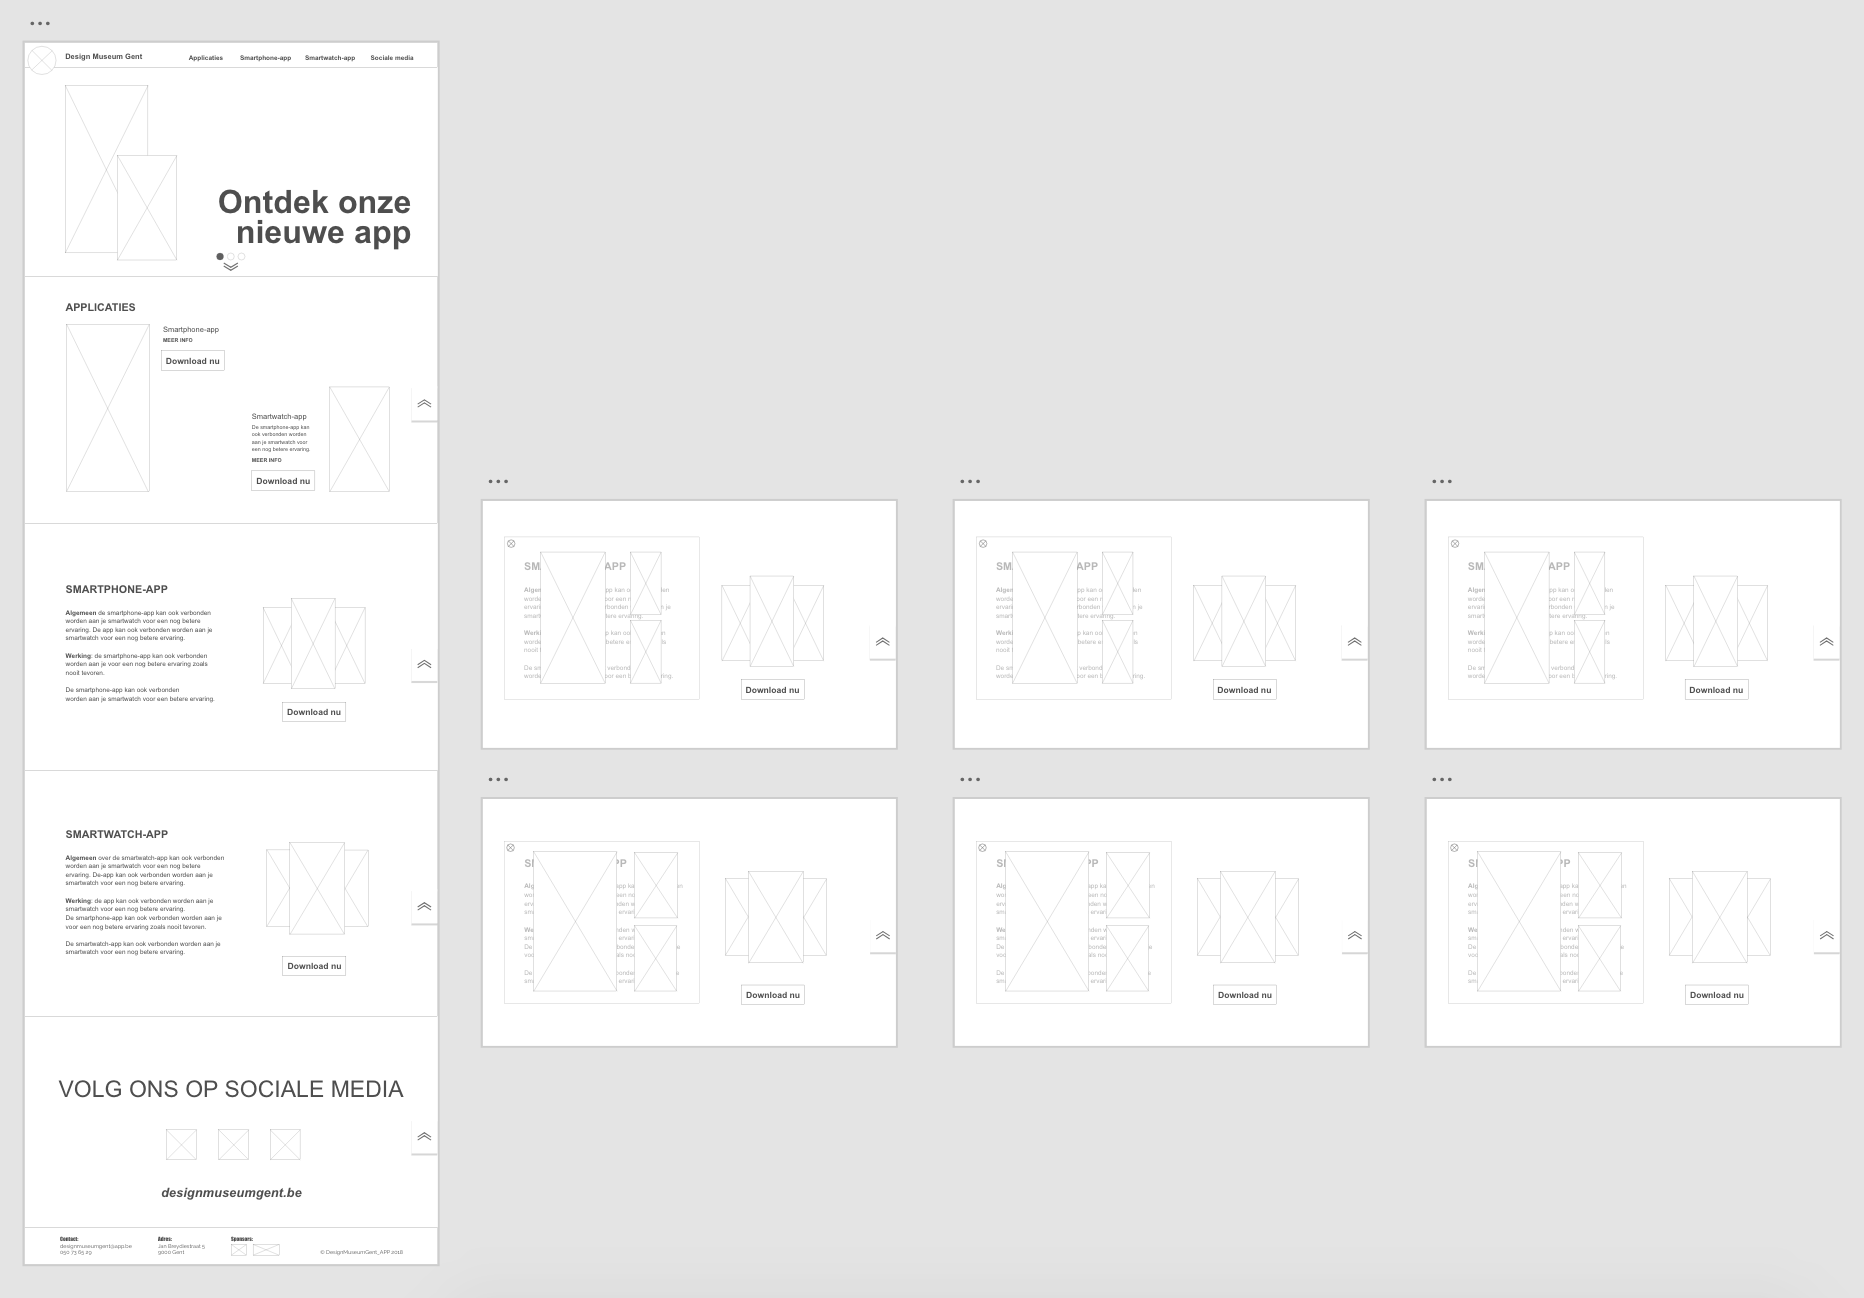 Design Museum Gent
Applicaties Smartphone-app Smartwatch-app Sociale media
Ontdek onze
nieuwe app
APPLICATIES
Smartphone-app
MEER INFO
Download nu
Smartwatch-app
De smartphone-app kan
ook verbonden worden
aan je smartwatch voor
een nog betere ervaring.
MEER INFO
Download nu
SMARTPHONE-APP
Algemeen de smartphone-app kan ook verbonden
worden aan je smartwatch voor een nog betere
ervaring. De app kan ook verbonden worden aan je
smartwatch voor een nog betere ervaring.
Werking: de smartphone-app kan ook verbonden
worden aan je voor een nog betere ervaring zoals
nooit tevoren.
De smartphone-app kan ook verbonden
worden aan je smartwatch voor een betere ervaring.
Download nu
SMARTWATCH-APP
Algemeen over de smartwatch-app kan ook verbonden
worden aan je smartwatch voor een nog betere
ervaring. De-app kan ook verbonden worden aan je
smartwatch voor een nog betere ervaring.
Werking: de app kan ook verbonden worden aan je
smartwatch voor een nog betere ervaring.
De smartphone-app kan ook verbonden worden aan je
voor een nog betere ervaring zoals nooit tevoren.
De smartwatch-app kan ook verbonden worden aan je
smartwatch voor een nog betere ervaring.
Download nu
VOLG ONS OP SOCIALE MEDIA
designmuseumgent.be
Contact:
designmuseumgent@app.be
050 73 65 29
Adres:
Jan Breydlestraat 5
9000 Gent
Sponsors:
© DesignMuseumGent_APP 2018
APP
Download nu
APP
Download nu
APP
Download nu
Download nu
Download nu
Download nu